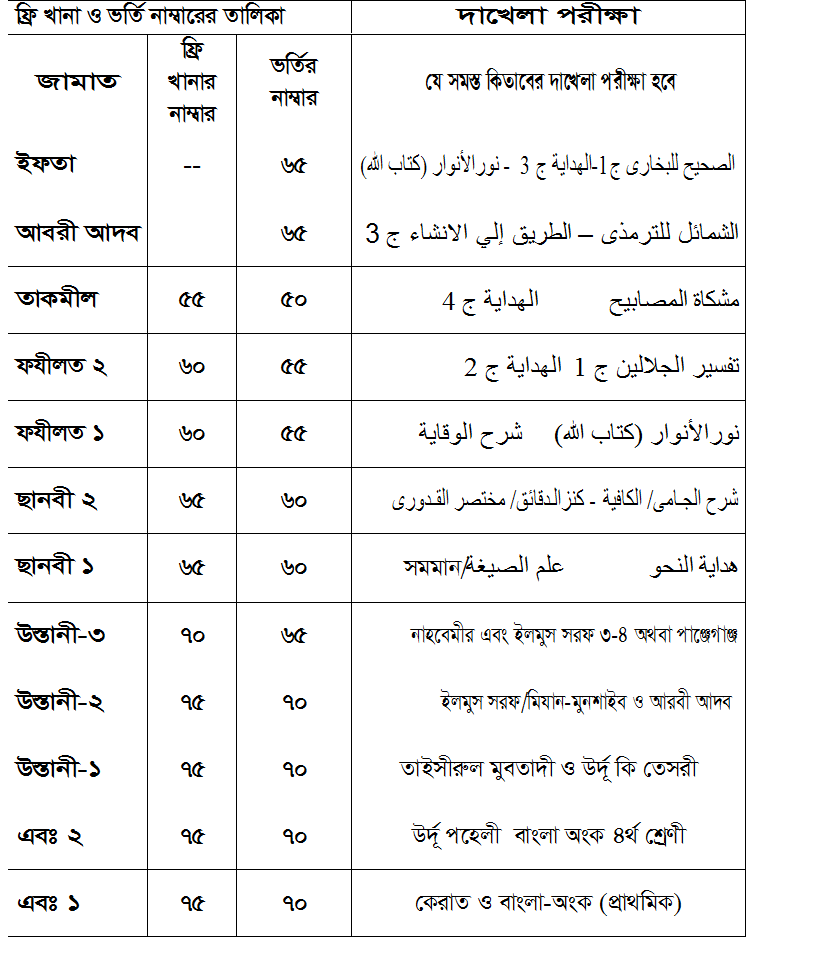 ফ্রি খানা ও ভর্তি নাম্বারের তালিকা দাখেলা পরীক্ষা
জামাত ফ্রি খানার নাম্বার ভর্তির নাম্বার যে সমস্ত কিতাবের দাখেলা পরীক্ষা হবে
ইফতা -- ৬৫ الصحيح للبخارى ج1-الهداية ج 3 - نورالأنوار (كتاب الله)
আবরী আদব ৬৫ الشمائل للترمذى – الطريق إلي الانشاء ج 3
তাকমীল ৫৫ ৫০ مشكاة المصابيح الهداية ج 4
ফযীলত ২ ৬০ ৫৫ تفسير الجلالين ج 1 الهداية ج 2
ফযীলত ১ ৬০ ৫৫ نورالأنوار (كتاب الله) شرح الوقاية
ছানবী ২ ৬৫ ৬০ شرح الجامى/ الكافية - كنزالدقائق/ مختصر القدورى
ছানবী ১ ৬৫ ৬০ هداية النحو علم الصيغة/সমমান
উস্তানী-৩ ৭০ ৬৫ নাহবেমীর এবং ইলমুস সরফ ৩-৪ অথবা পাঞ্জেগাঞ্জ
উস্তানী-২ ৭৫ ৭০ ইলমুস সরফ/মিযান-মুনশাইব ও আরবী আদব
উস্তানী-১ ৭৫ ৭০ তাইসীরুল মুবতাদী ও উর্দূ কি তেসরী
এবঃ ২ ৭৫ ৭০ উর্দূ পহেলী বাংলা অংক ৪র্থ শ্রেণী
এবঃ ১ ৭৫ ৭০ কেরাত ও বাংলা-অংক (প্রাথমিক)